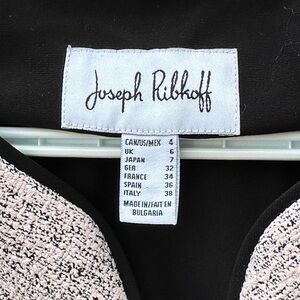 Joseph Ribkoff
CAN/US/MEX 4
UK 6
JAPAN 7
GER 32
FRANCE 34
SPAIN 36
ITALY 38
MADE IN/FAIT EN
BULGARIA